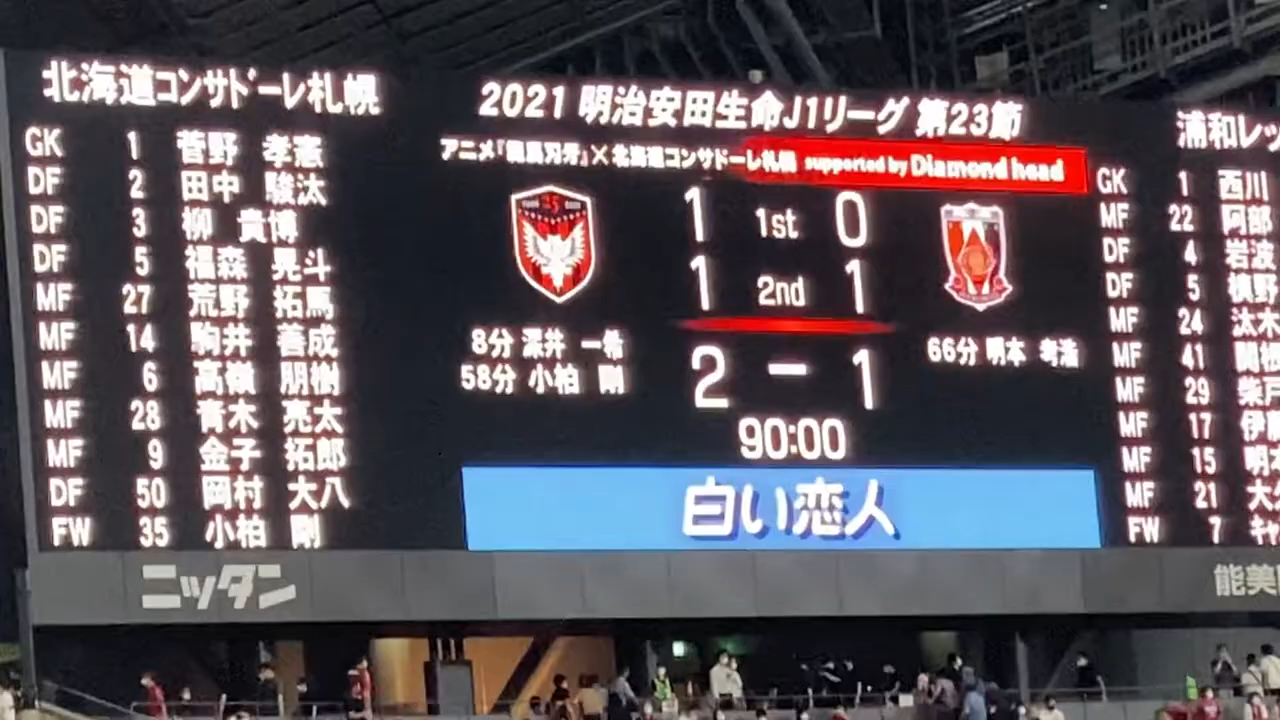 北海道コンサドーレ札幌
GK 1 菅野 孝憲
DF 2 田中 駿汰
DF 3 柳 貴博
DF 5 福森 晃斗
MF 27 荒野 拓馬
MF 14 駒井 善成
MF 6 高嶺 朋樹
MF 28 青木 亮太
MF 9 金子 拓郎
DF 50 岡村 大八
FW 35 小柏 剛
2021 明治安田生命J1リーグ 第23節
アニメ『 』×北海道コンサドーレ札幌 supported by Diamond head
1 1st 0
1 2nd 1
8分 深井 一希
58分 小柏 剛
2 - 1
66分 明本 考浩
90:00
白い恋人
浦和レッ
GK 1 西川
MF 22 阿部
DF 4 岩波
DF 5 槙野
MF 24 汰木
MF 41 関根
MF 29 柴戸
MF 17 伊
MF 15 明本
MF 21 大
FW 7 キャ
ニッタン
能美